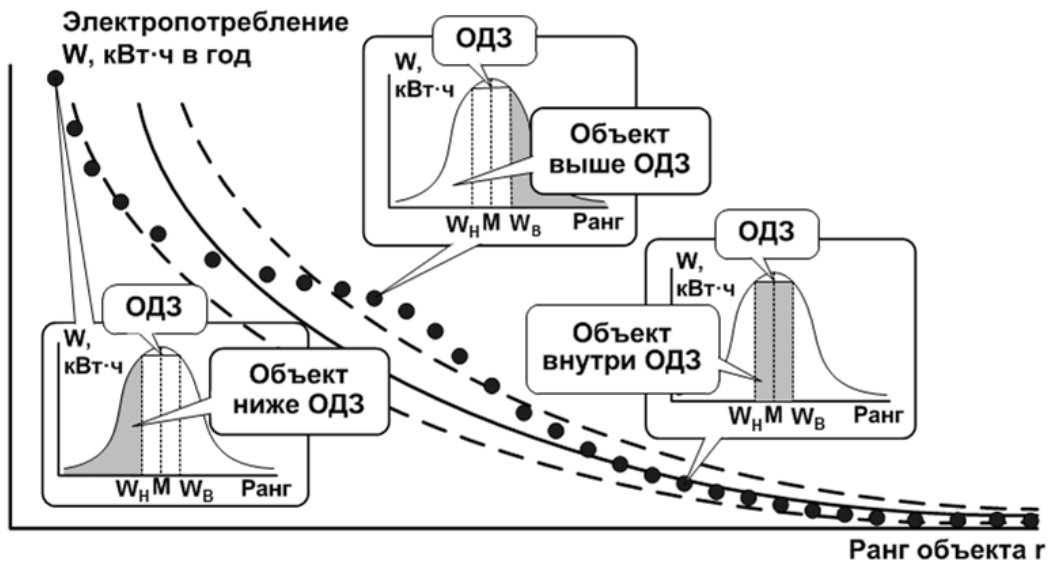 Электропотребление
W, кВт·ч в год
ОДЗ
W,
кВт·ч
Объект
выше ОДЗ
WН М WВ Ранг
ОДЗ
W,
кВт·ч
Объект
внутри ОДЗ
WН М WВ Ранг
ОДЗ
W,
кВт·ч
Объект
ниже ОДЗ
WН М WВ Ранг
Ранг объекта r